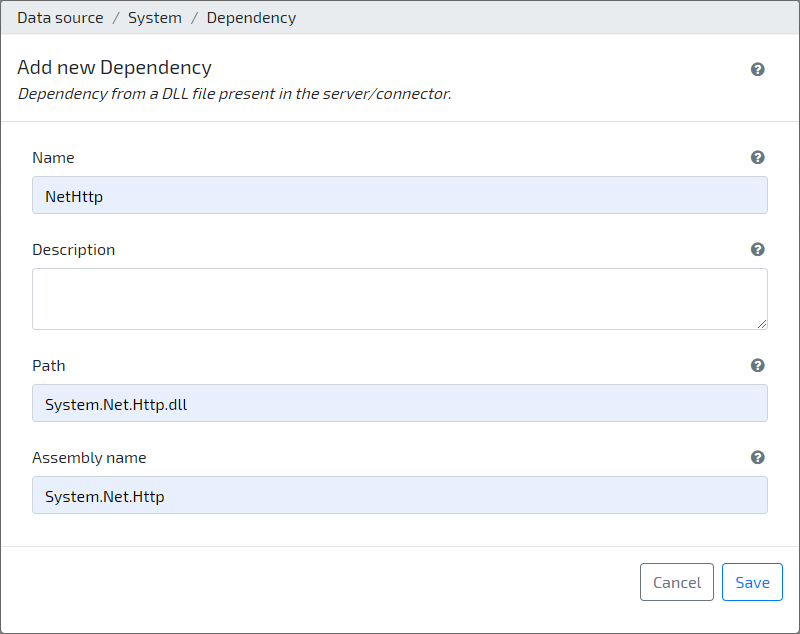 Data source / System / Dependency
Add new Dependency
Dependency from a DLL file present in the server/connector.
Name
NetHttp
Description
Path
System.Net.Http.dll
Assembly name
System.Net.Http
Cancel Save